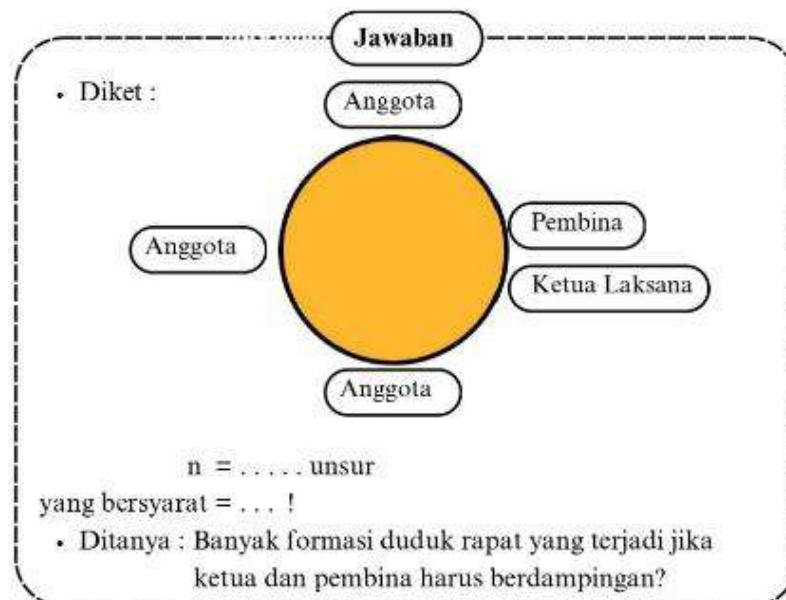 Jawaban
• Diket :
Anggota
Anggota
Pembina
Ketua Laksana
Anggota
n = . . . . . unsur
yang bersyarat = . . . !
• Ditanya : Banyak formasi duduk rapat yang terjadi jika
ketua dan pembina harus berdampingan?